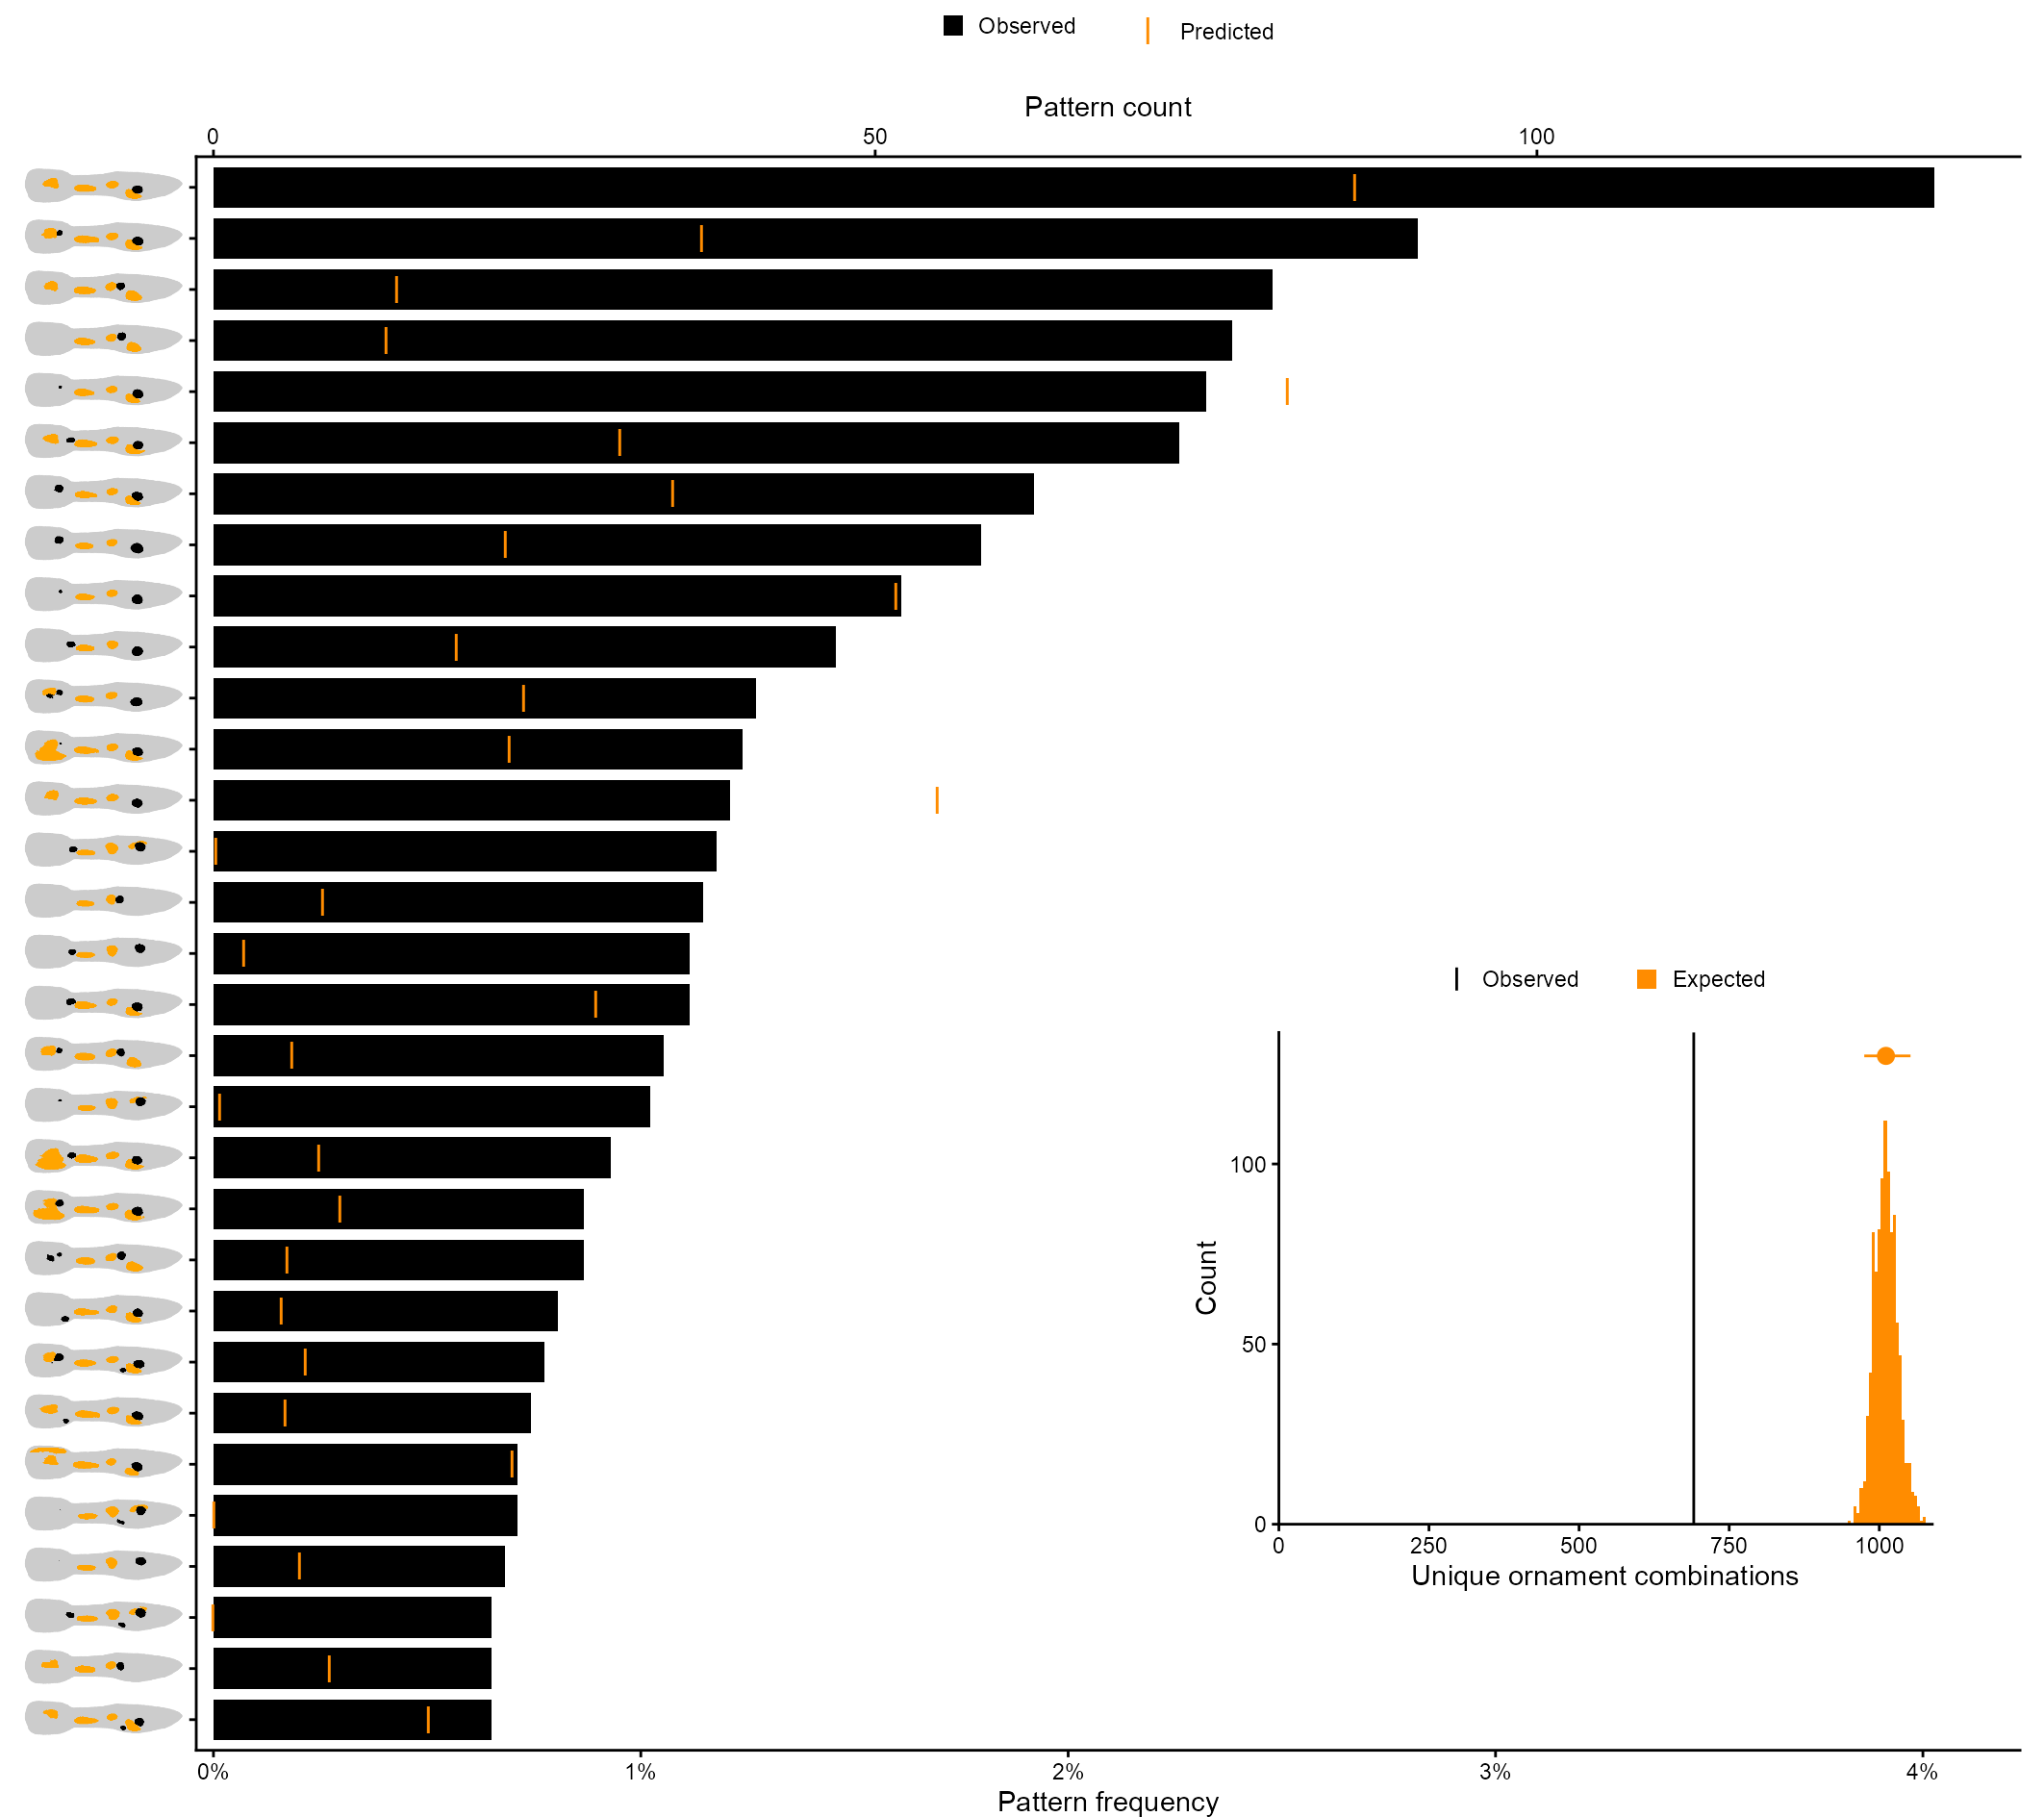 Observed Predicted
Pattern count
0 50 100
Observed Expected
100
50
0
Count
0 250 500 750 1000
Unique ornament combinations
0% 1% 2% 3% 4%
Pattern frequency